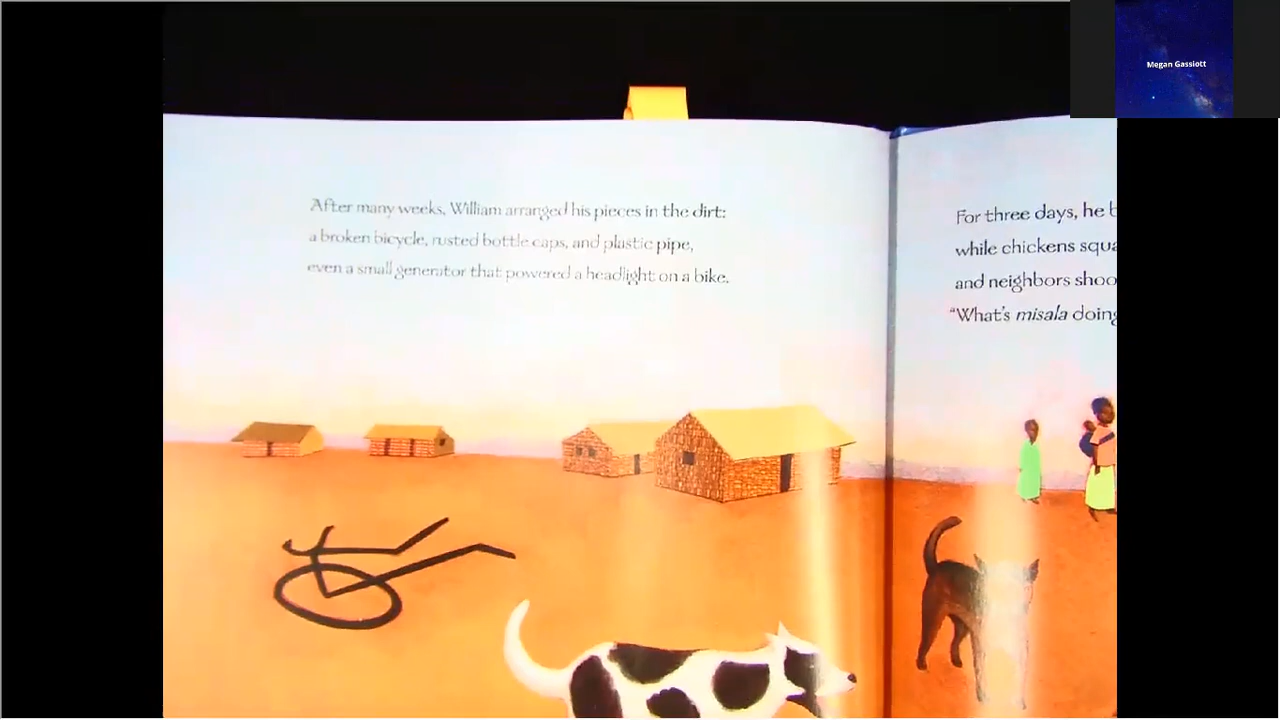 After many weeks, William arranged his pieces in the dirt:
a broken bicycle, rusted bottle caps, and plastic pipe,
even a small generator that powered a headlight on a bike.
For three days, he
while chickens
and neighbors
"What's misala doing
Megan Gassiott